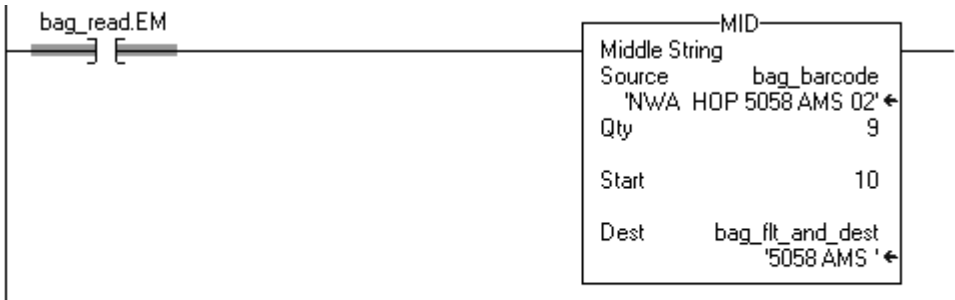 bag_read.EM
MID
Middle String
Source bag_barcode
'NWA HOP 5058 AMS 02'
Qty 9
Start 10
Dest bag_flt_and_dest
'5058 AMS '